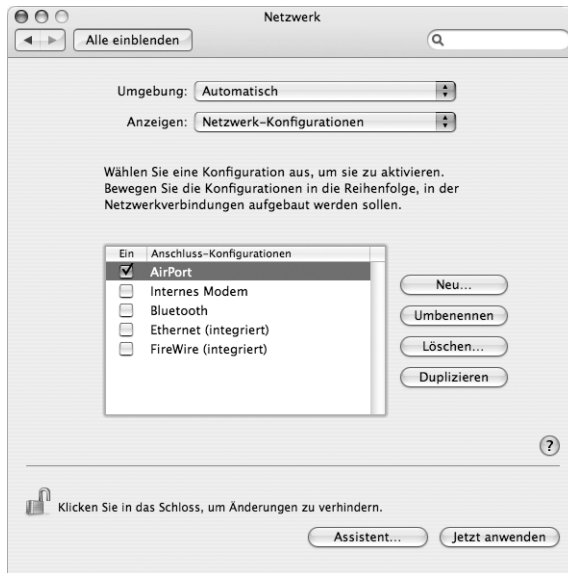 Netzwerk
Alle einblenden
Umgebung: Automatisch
Anzeigen: Netzwerk-Konfigurationen
Wählen Sie eine Konfiguration aus, um sie zu aktivieren.
Bewegen Sie die Konfigurationen in die Reihenfolge, in der
Netzwerkverbindungen aufgebaut werden sollen.
Ein Anschluss-Konfigurationen
AirPort
Internes Modem
Bluetooth
Ethernet (integriert)
FireWire (integriert)
Neu...
Umbenennen
Löschen...
Duplizieren
?
Klicken Sie in das Schloss, um Änderungen zu verhindern.
Assistent... Jetzt anwenden